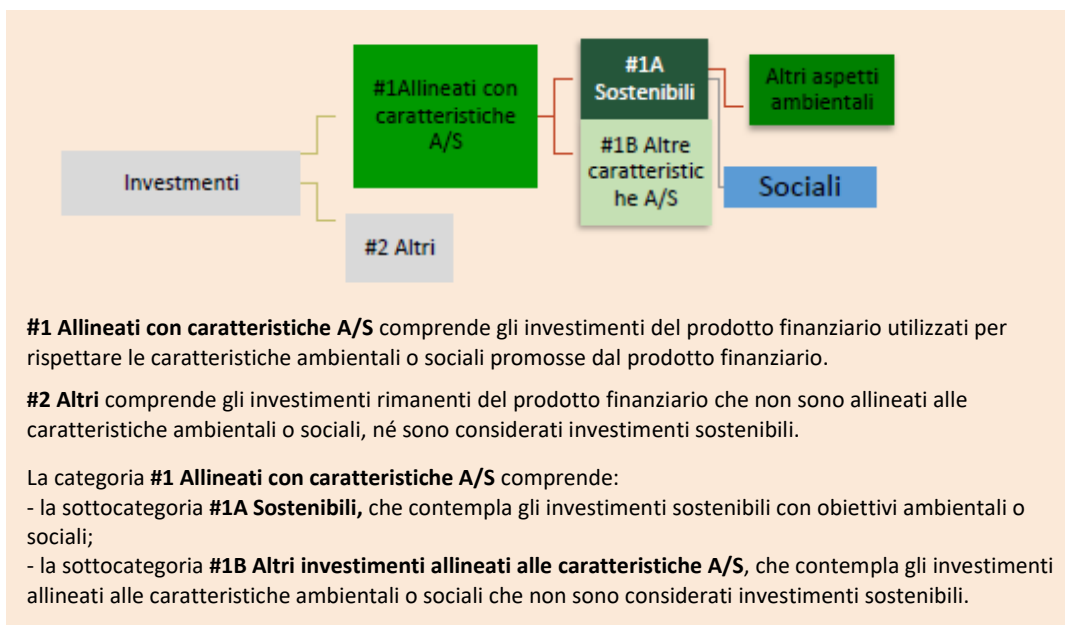 #1A
Sostenibili
Altri aspetti
ambientali
#1Allineati con
caratteristiche
A/S
#1B Altre
caratteristic
he A/S
Investmenti
Sociali
#2 Altri
#1 Allineati con caratteristiche A/S comprende gli investimenti del prodotto finanziario utilizzati per
rispettare le caratteristiche ambientali o sociali promosse dal prodotto finanziario.
#2 Altri comprende gli investimenti rimanenti del prodotto finanziario che non sono allineati alle
caratteristiche ambientali o sociali, né sono considerati investimenti sostenibili.
La categoria #1 Allineati con caratteristiche A/S comprende:
- la sottocategoria #1A Sostenibili, che contempla gli investimenti sostenibili con obiettivi ambientali o
sociali;
- la sottocategoria #1B Altri investimenti allineati alle caratteristiche A/S, che contempla gli investimenti
allineati alle caratteristiche ambientali o sociali che non sono considerati investimenti sostenibili.